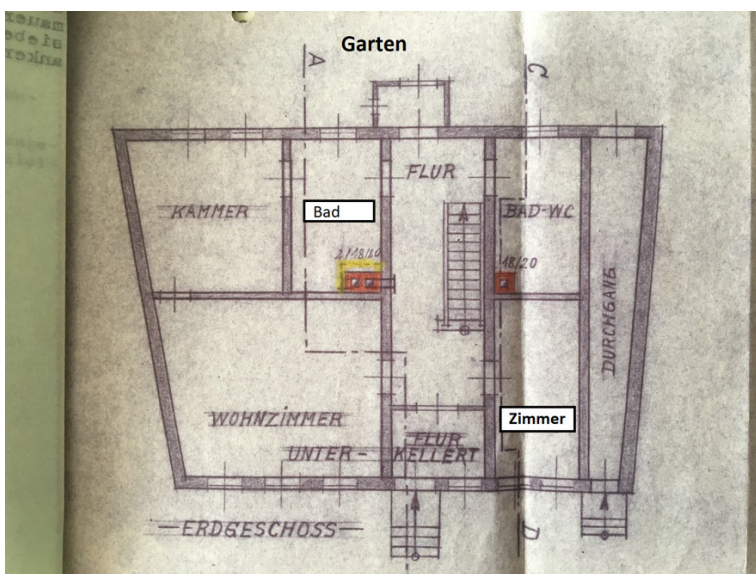 Garten
A
C
FLUR
KAMMER
Bad
BAD-WC
2/18/20
18/20
DURCHGANG
WOHNZIMMER
Zimmer
FLUR
UNTER-KELLERT
ERDGESCHOSS
D